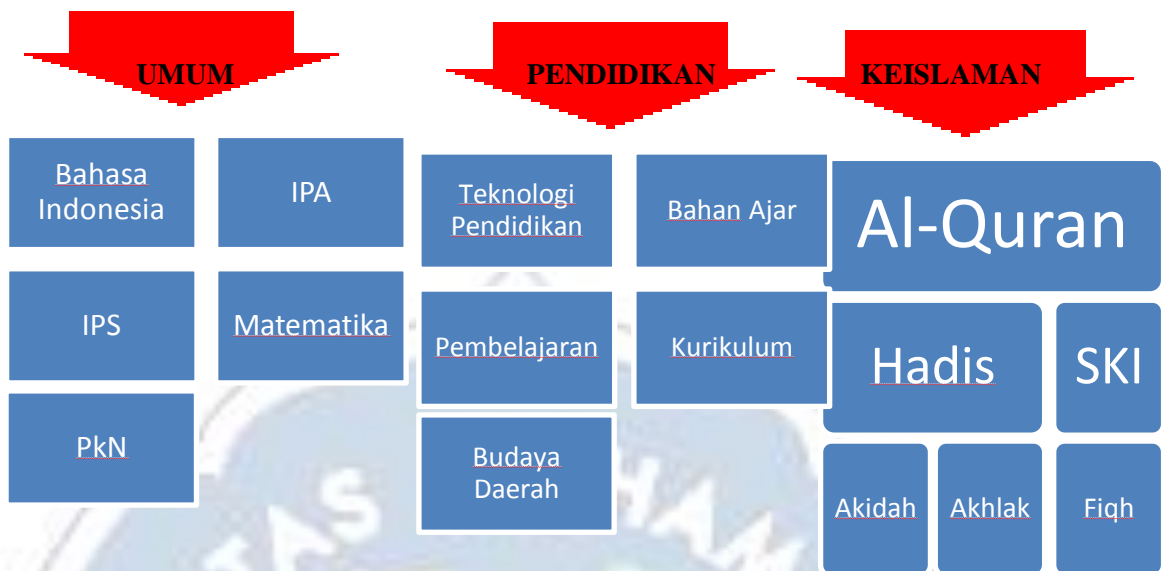 UMUM
Bahasa
Indonesia
IPA
IPS
Matematika
PkN
PENDIDIKAN
Teknologi
Pendidikan
Bahan Ajar
Pembelajaran
Kurikulum
Budaya
Daerah
KEISLAMAN
Al-Quran
Hadis
SKI
Akidah
Akhlak
Fiqh